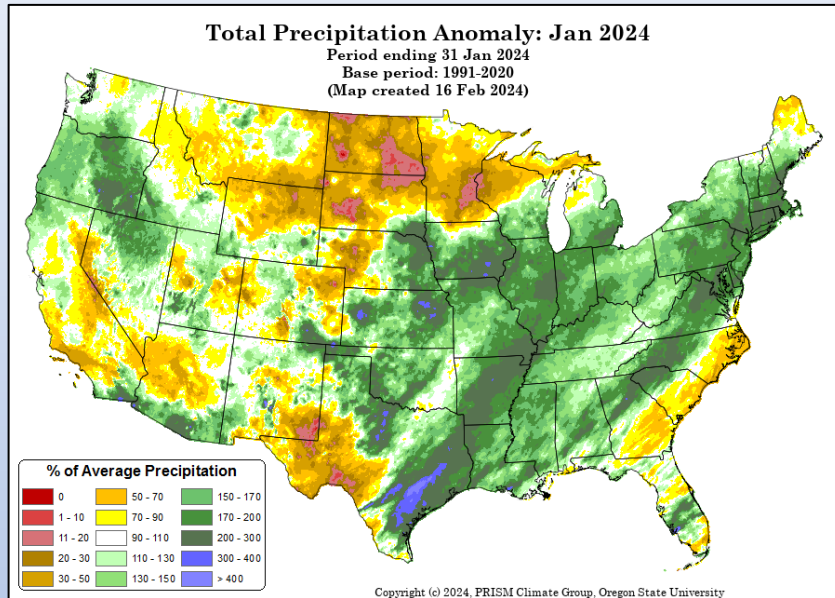 Total Precipitation Anomaly: Jan 2024
Period ending 31 Jan 2024
Base period: 1991-2020
(Map created 16 Feb 2024)
% of Average Precipitation
0 50 - 70 150 - 170
1 - 10 70 - 90 170 - 200
11 - 20 90 - 110 200 - 300
20 - 30 110 - 130 300 - 400
30 - 50 130 - 150 > 400
Copyright (c) 2024, PRISM Climate Group, Oregon State University